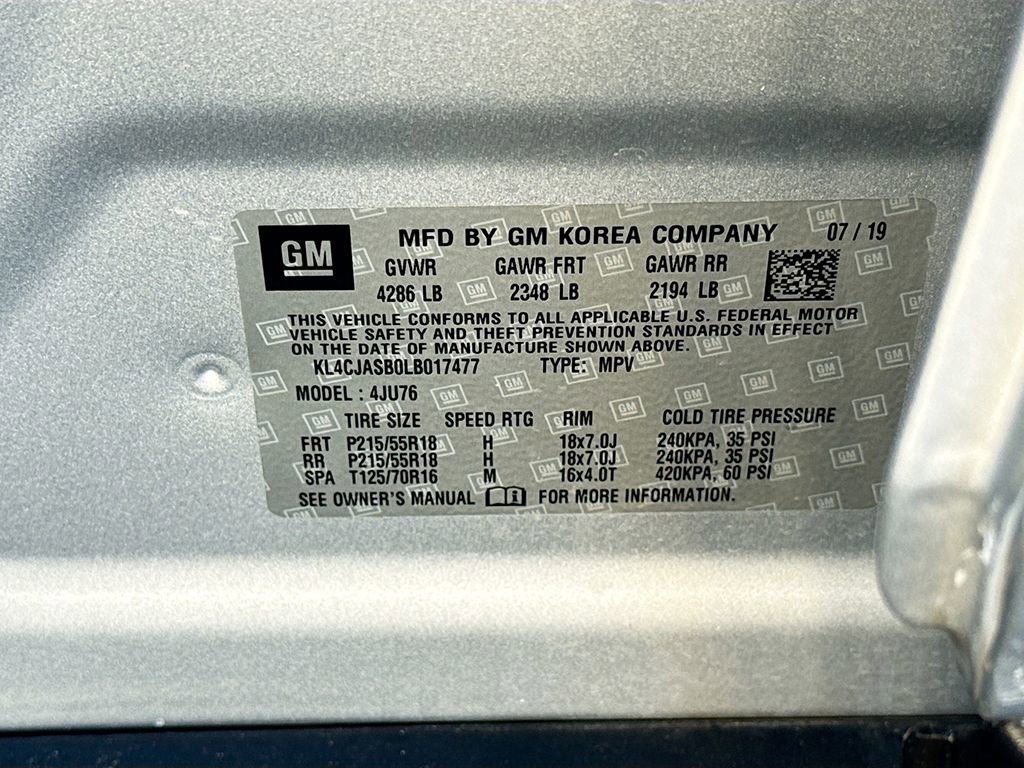 GM MFD BY GM KOREA COMPANY 07 / 19
GVWR GAWR FRT GAWR RR
4286 LB 2348 LB 2194 LB
THIS VEHICLE CONFORMS TO ALL APPLICABLE U.S. FEDERAL MOTOR
VEHICLE SAFETY AND THEFT PREVENTION STANDARDS IN EFFECT
ON THE DATE OF MANUFACTURE SHOWN ABOVE.
KL4CJASB0LB017477 TYPE: MPV
MODEL : 4JU76
TIRE SIZE SPEED RTG RIM COLD TIRE PRESSURE
FRT P215/55R18 H 18x7.0J 240KPA, 35 PSI
RR P215/55R18 H 18x7.0J 240KPA, 35 PSI
SPA T125/70R16 M 16x4.0T 420KPA, 60 PSI
SEE OWNER'S MANUAL FOR MORE INFORMATION.